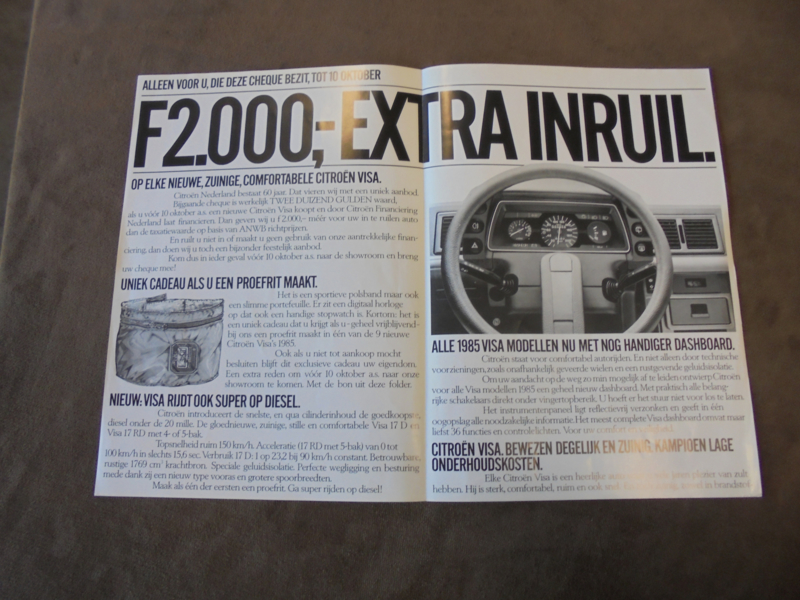 ALLEEN VOOR U, DIE DEZE CHEQUE BEZIT, TOT 10 OKTOBER
F2.000,- EXTRA INRUIL.
OP ELKE NIEUWE, ZUINIGE, COMFORTABELE CITROËN VISA.
Citroën Nederland bestaat 60 jaar. Dat vieren wij met een uniek aanbod.
Bijgaande cheque is werkelijk TWEE DUIZEND GULDEN waard,
als u vóór 10 oktober a.s. een nieuwe Citroën Visa koopt en door Citroën Financiering
Nederland laat financieren. Dan geven wij u f 2.000,- méér voor uw in te ruilen auto
dan de taxatiewaarde op basis van ANWB richtprijzen.
En ruilt u niet in of maakt u geen gebruik van onze aantrekkelijke finan-
ciering, dan doen wij u toch een bijzonder feestelijk aanbod.
Kom dus in ieder geval vóór 10 oktober a.s. naar de showroom en breng
uw cheque mee!
UNIEK CADEAU ALS U EEN PROEFRIT MAAKT.
Het is een sportieve polsband maar ook
een slimme portefeuille. Er zit een digitaal horloge
op dat ook een handige stopwatch is. Kortom: het is
een uniek cadeau dat u krijgt als u - geheel vrijblijvend -
bij ons een proefrit maakt in één van de 9 nieuwe
Citroën Visa's 1985.
Ook als u niet tot aankoop mocht
besluiten blijft dit exclusieve cadeau uw eigendom.
Een extra reden om vóór 10 oktober a.s. naar onze
showroom te komen. Met de bon uit deze folder.
NIEUW: VISA RIJDT OOK SUPER OP DIESEL.
Citroën introduceert de snelste, en qua cilinderinhoud de goedkoopste
diesel onder de 20 mille. De gloednieuwe, zuinige, stille en comfortabele Visa 17 D en
Visa 17 RD met 4- of 5-bak.
Topsnelheid ruim 150 km/h. Acceleratie (17 RD met 5-bak) van 0 tot
100 km/h in slechts 15,6 sec. Verbruik 17 D: 1 op 23,2 bij 90 km/h constant. Betrouwbare,
rustige 1769 cm³ krachtbron. Speciale geluidsisolatie. Perfecte wegligging en besturing
mede dank zij een nieuw type vooras en grotere spoorbreedten.
Maak als één der eersten een proefrit. Ga super rijden op diesel!
ALLE 1985 VISA MODELLEN NU MET NOG HANDIGER DASHBOARD.
Citroën staat voor comfortabel autorijden. En niet alleen door technische
voorzieningen, zoals onafhankelijk geveerde wielen en een rustgevende geluidsisolatie.
Om uw aandacht op de weg zo min mogelijk af te leiden ontwierp Citroën
voor alle Visa modellen 1985 een geheel nieuw dashboard. Met praktisch alle belang-
rijke schakelaars direkt onder vingertopbereik. U hoeft er het stuur niet voor los te laten.
Het instrumentenpaneel ligt reflectievrij verzonken en geeft in één
oogopslag alle noodzakelijke informatie. Het meest complete Visa dashboard omvat maar
liefst 36 functies en controlelichten. Voor uw
CITROËN VISA. BEWEZEN DEGELIJK EN ZUINIG. KAMPIOEN LAGE
ONDERHOUDSKOSTEN.
Elke Citroën Visa is een heerlijke auto van zult
hebben. Hij is sterk, comfortabel, ruim en ook in brandstof